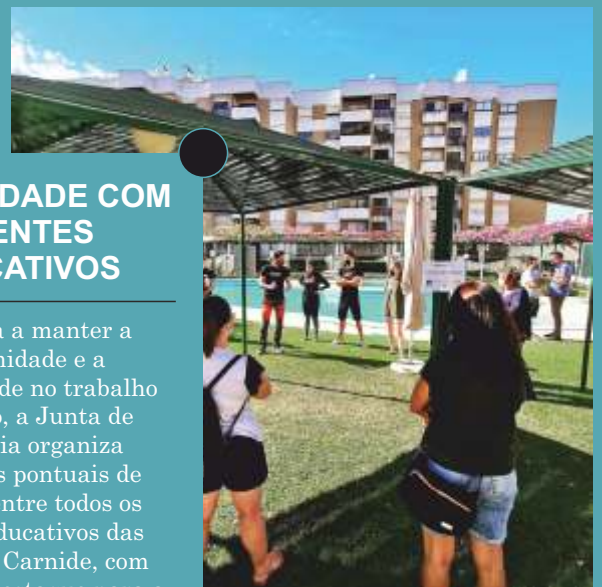 DADE COM
ENTES
CATIVOS
a a manter a
nidade e a
de no trabalho
o, a Junta de
ia organiza
s pontuais de
ntre todos os
ducativos das
Carnide, com